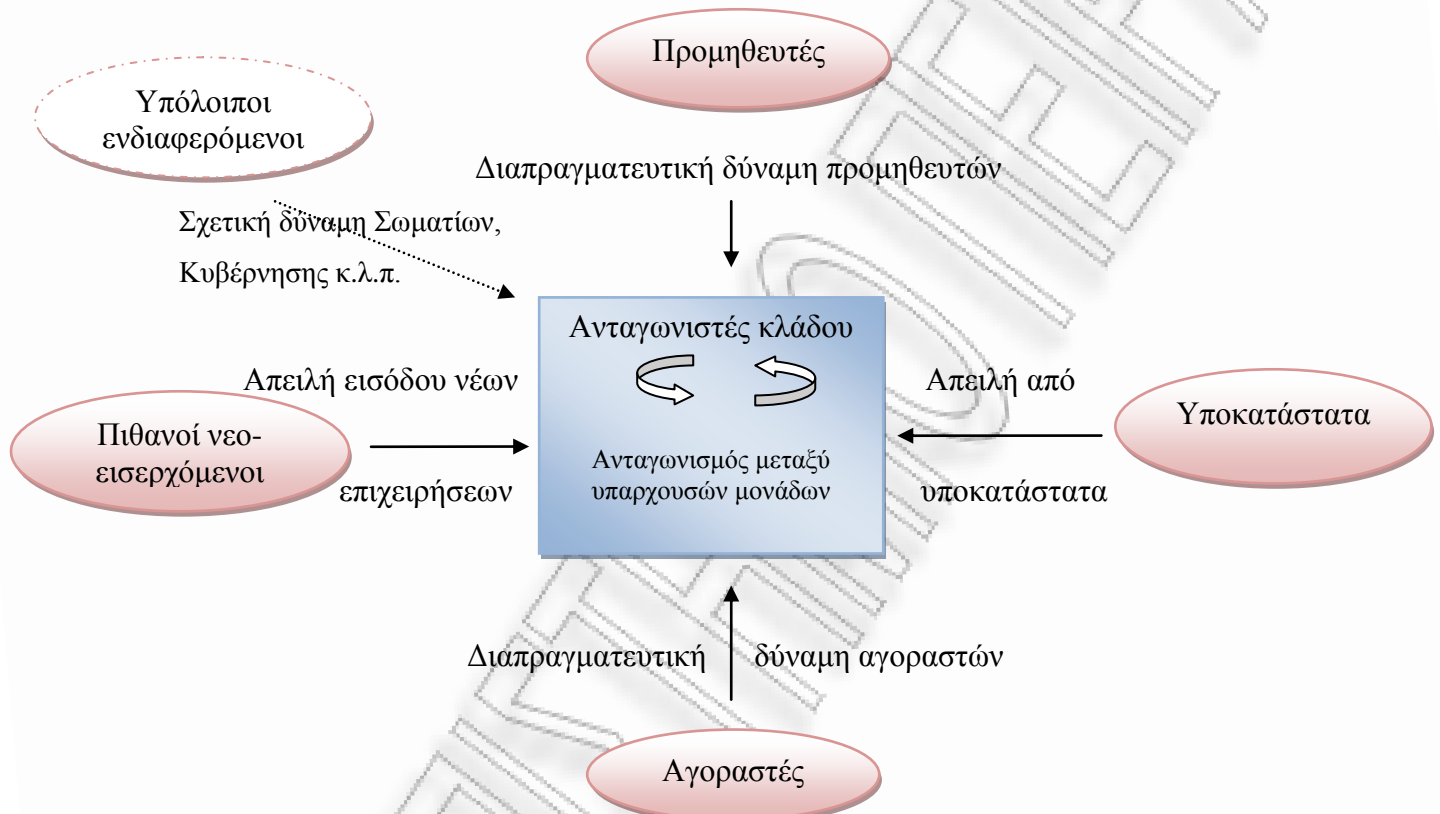 Προμηθευτές
Υπόλοιποι
ενδιαφερόμενοι
Διαπραγματευτική δύναμη προμηθευτών
Σχετική δύναμη Σωματίων,
Κυβέρνησης κ.λ.π.
Ανταγωνιστές κλάδου
Απειλή εισόδου νέων
Πιθανοί νεο-
εισερχόμενοι
επιχειρήσεων
Ανταγωνισμός μεταξύ
υπαρχουσών μονάδων
Απειλή από
υποκατάστατα
Υποκατάστατα
Διαπραγματευτική δύναμη αγοραστών
Αγοραστές